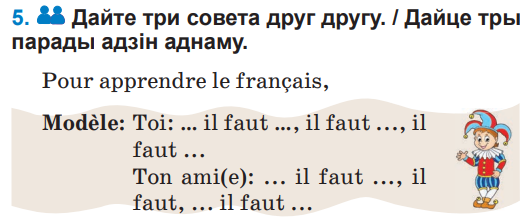 5. Дайте три совета друг другу. / Дайце тры
парады адзін аднаму.
Pour apprendre le français,
Modèle: Toi: ... il faut ..., il faut ..., il
faut ...
Ton ami(e): ... il faut ..., il
faut, ... il faut ...